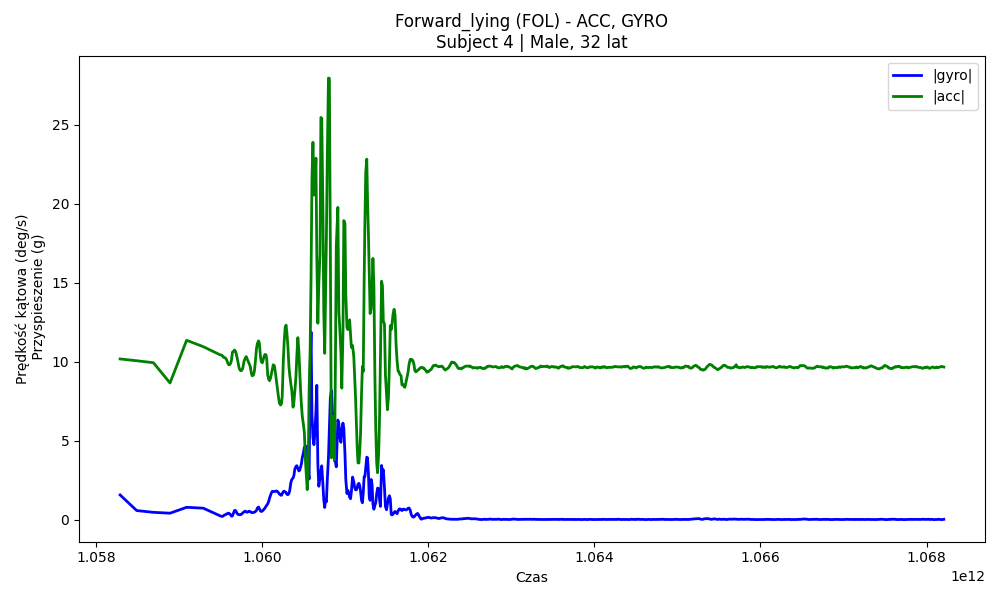 Forward_lying (FOL) - ACC, GYRO
Subject 4 | Male, 32 lat
|gyro|
|acc|
Prędkość kątowa (deg/s)
Przyspieszenie (g)
25
20
15
10
5
0
1.058
1.060
1.062
1.064
1.066
1.068
1e12
Czas